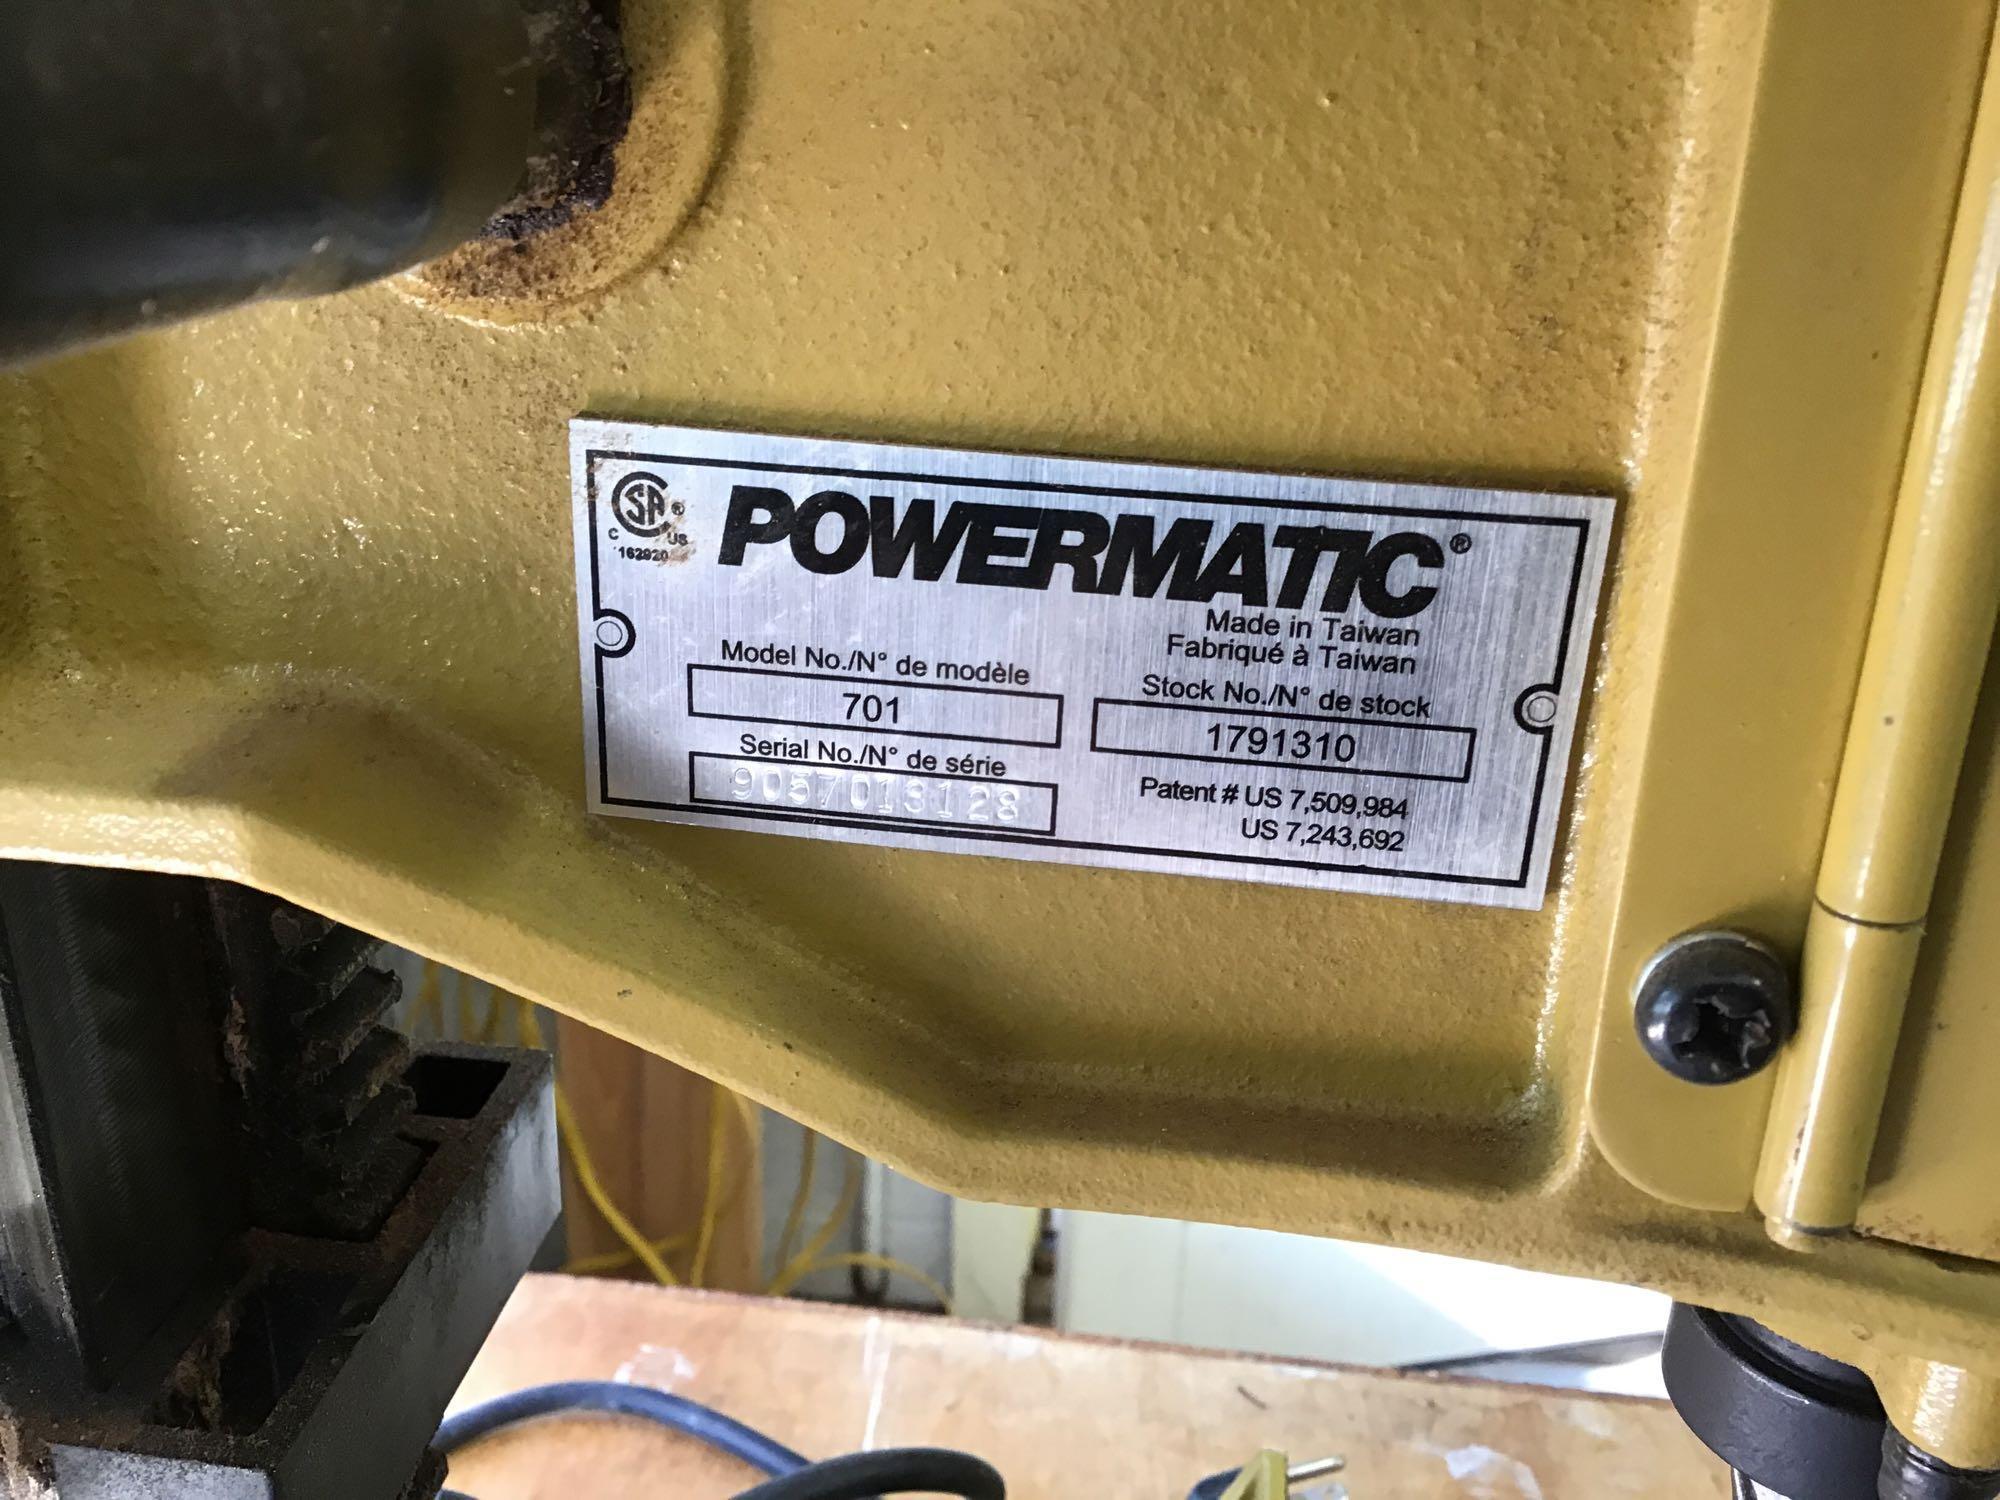 CSA®
C US
162920
POWERMATIC®
Made in Taiwan
Fabriqué à Taiwan
Model No./N° de modèle
701
Stock No./N° de stock
1791310
Serial No./N° de série
9057013128
Patent # US 7,509,984
US 7,243,692